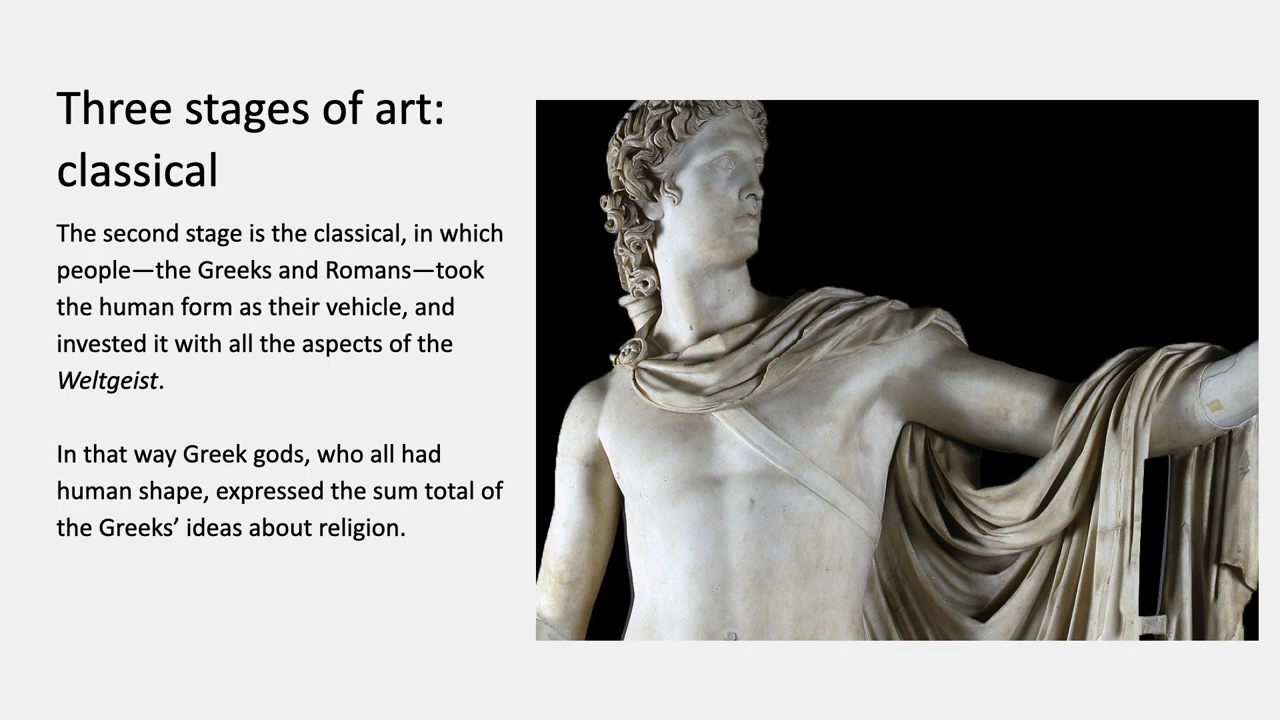 Three stages of art:
classical
The second stage is the classical, in which
people—the Greeks and Romans—took
the human form as their vehicle, and
invested it with all the aspects of the
Weltgeist.
In that way Greek gods, who all had
human shape, expressed the sum total of
the Greeks’ ideas about religion.